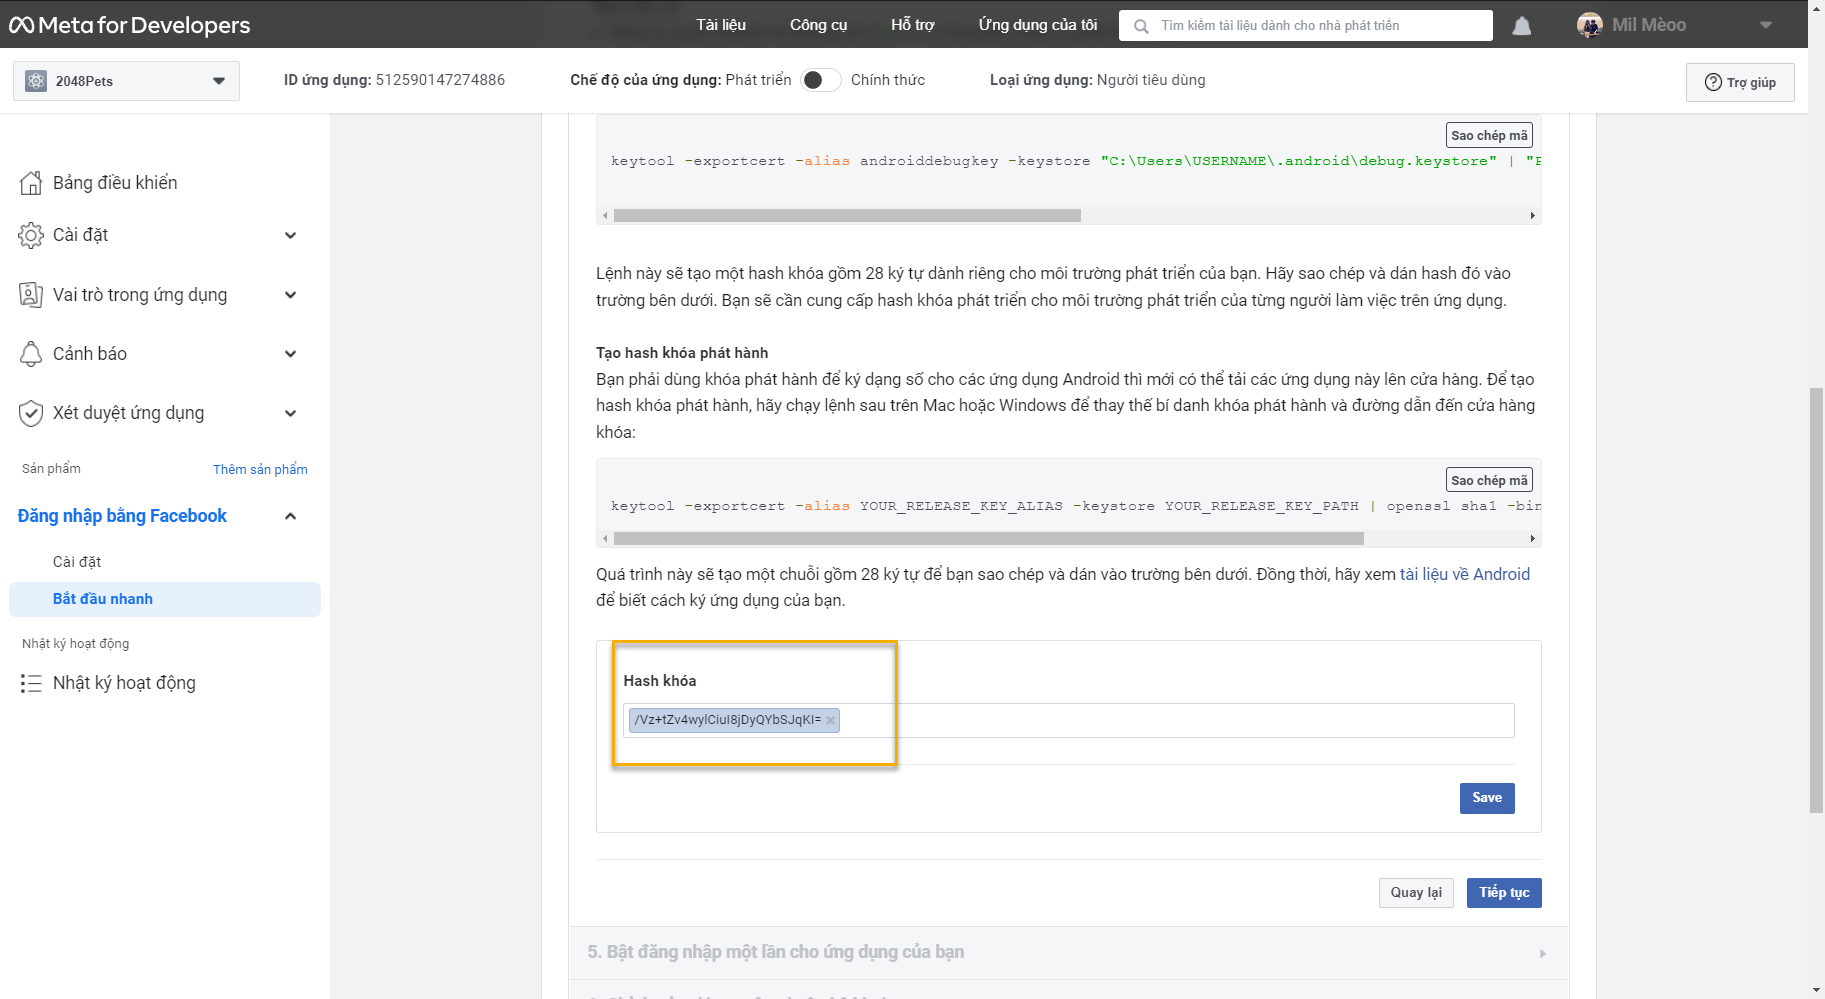 Meta for Developers
Tài liệu
Công cụ
Hỗ trợ
Ứng dụng của tôi
Tìm kiếm tài liệu dành cho nhà phát triển
Mil Mèoo
2048Pets
ID ứng dụng: 512590147274886
Chế độ của ứng dụng: Phát triển
Chính thức
Loại ứng dụng: Người tiêu dùng
Trợ giúp
Bảng điều khiển
Cài đặt
Vai trò trong ứng dụng
Cảnh báo
Xét duyệt ứng dụng
Sản phẩm
Thêm sản phẩm
Đăng nhập bằng Facebook
Cài đặt
Bắt đầu nhanh
Nhật ký hoạt động
Nhật ký hoạt động
Sao chép mã
keytool -exportcert -alias androiddebugkey -keystore "C:\Users\USERNAME\.android\debug.keystore" | "
Lệnh này sẽ tạo một hash khóa gồm 28 ký tự dành riêng cho môi trường phát triển của bạn. Hãy sao chép và dán hash đó vào
trường bên dưới. Bạn sẽ cần cung cấp hash khóa phát triển cho môi trường phát triển của từng người làm việc trên ứng dụng.
Tạo hash khóa phát hành
Bạn phải dùng khóa phát hành để ký dạng số cho các ứng dụng Android thì mới có thể tải các ứng dụng này lên cửa hàng. Để tạo
hash khóa phát hành, hãy chạy lệnh sau trên Mac hoặc Windows để thay thế bí danh khóa phát hành và đường dẫn đến cửa hàng
khóa:
Sao chép mã
keytool -exportcert -alias YOUR_RELEASE_KEY_ALIAS -keystore YOUR_RELEASE_KEY_PATH | openssl sha1 -bin
Quá trình này sẽ tạo một chuỗi gồm 28 ký tự để bạn sao chép và dán vào trường bên dưới. Đồng thời, hãy xem tài liệu về Android
để biết cách ký ứng dụng của bạn.
Hash khóa
/Vz+tZv4wylCiuI8jDyQYbSJqKI=
Save
Quay lại
Tiếp tục
5. Bật đăng nhập một lần cho ứng dụng của bạn